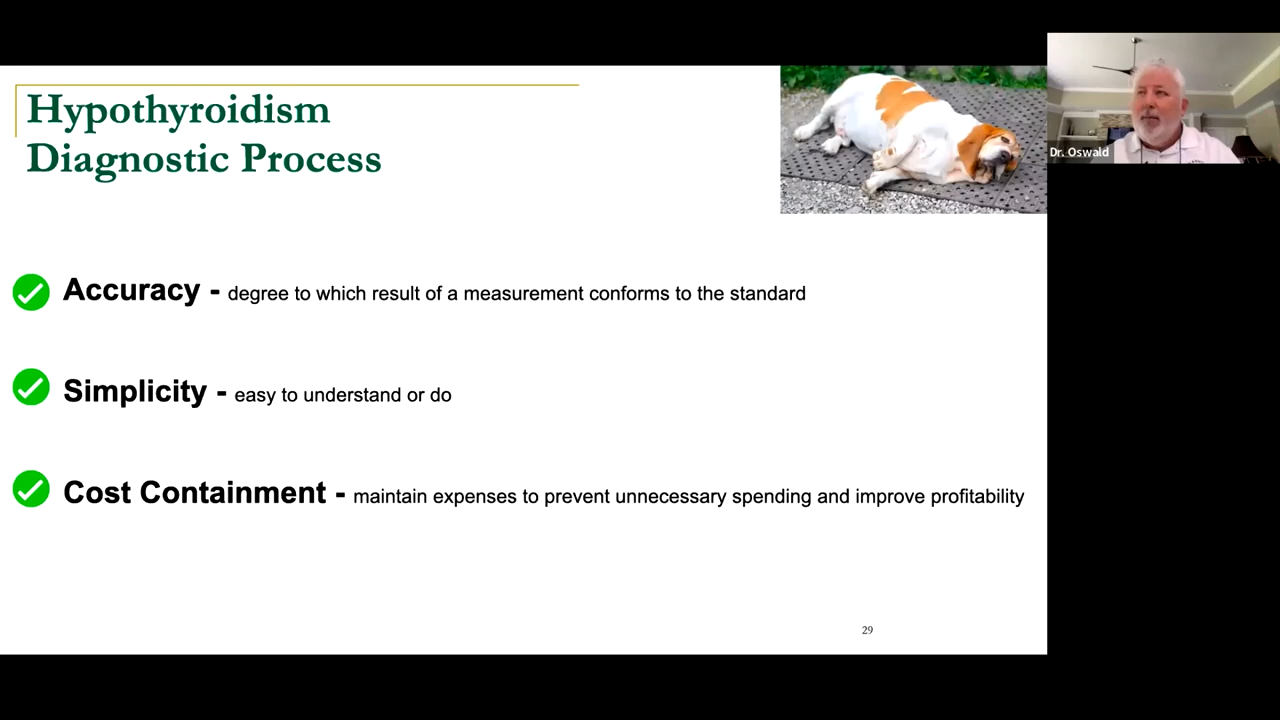 Hypothyroidism
Diagnostic Process
Dr. Oswald
Accuracy - degree to which result of a measurement conforms to the standard
Simplicity - easy to understand or do
Cost Containment - maintain expenses to prevent unnecessary spending and improve profitability
29